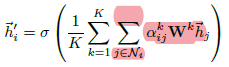 $\vec{h}'_i = \sigma \left( \frac{1}{K} \sum_{k=1}^{K} \sum_{j \in \mathcal{N}_i} \alpha_{ij}^k \mathbf{W}^k \vec{h}_j \right)$